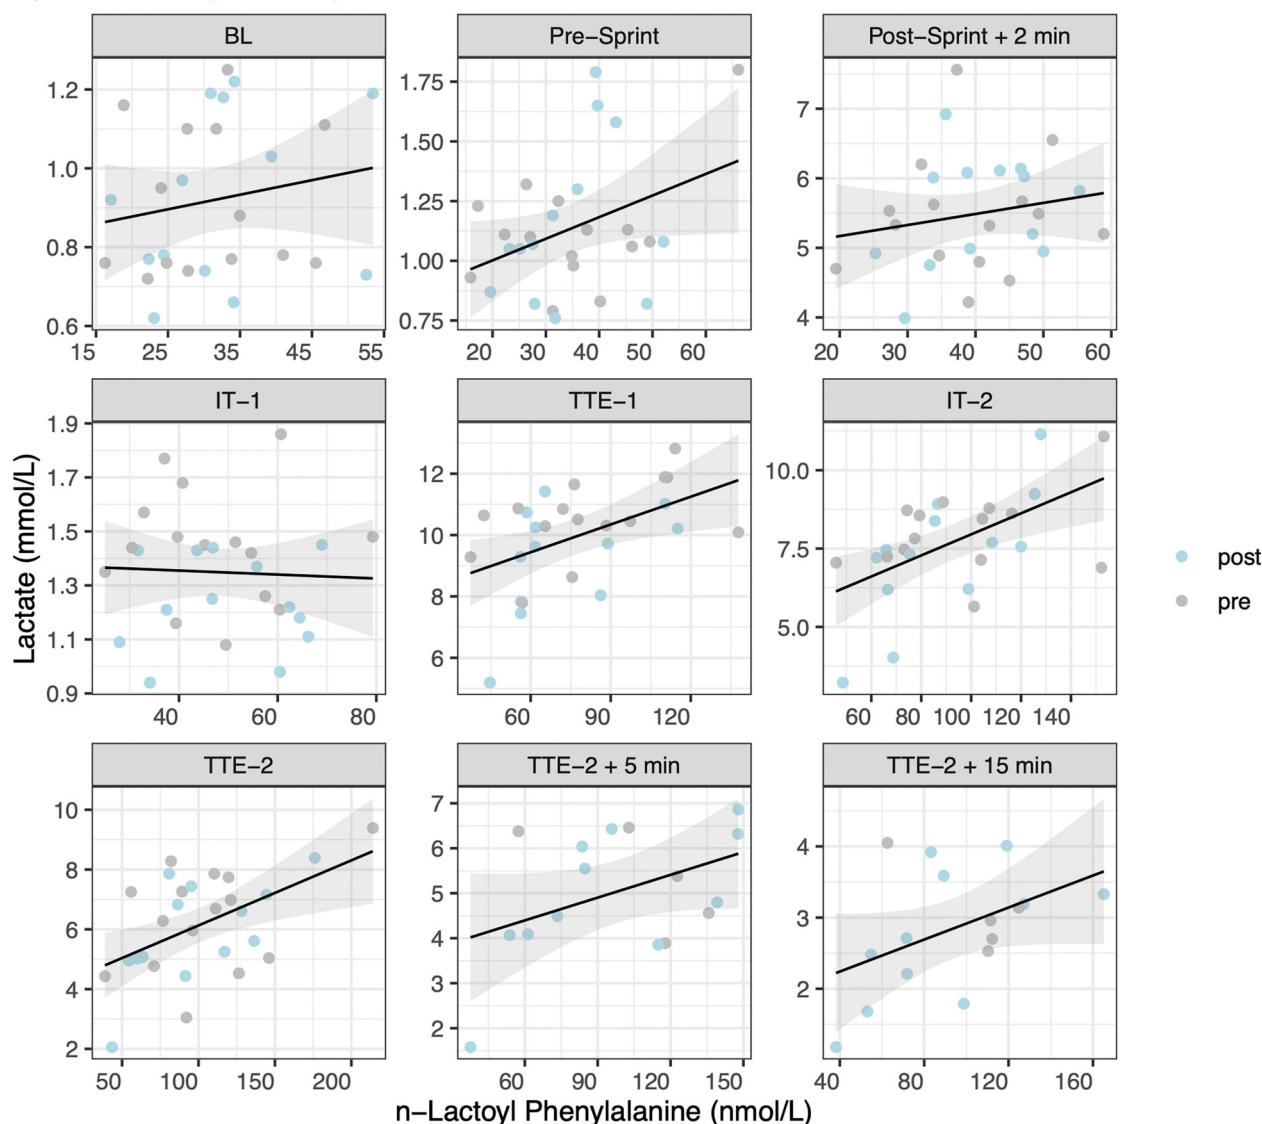 BL Pre−Sprint Post−Sprint + 2 min
1.2 1.0 0.8 0.6
15 25 35 45 55
1.75 1.50 1.25 1.00 0.75
20 30 40 50 60
7 6 5 4
20 30 40 50 60
IT−1 TTE−1 IT−2
1.9 1.7 1.5 1.3 1.1 0.9
40 60 80
12 10 8 6
60 90 120
10.0 7.5 5.0
60 80 100 120 140
TTE−2 TTE−2 + 5 min TTE−2 + 15 min
10 8 6 4 2
50 100 150 200
7 6 5 4 3 2
60 90 120 150
4 3 2
40 80 120 160
Lactate (mmol/L)
n−Lactoyl Phenylalanine (nmol/L)
post
pre